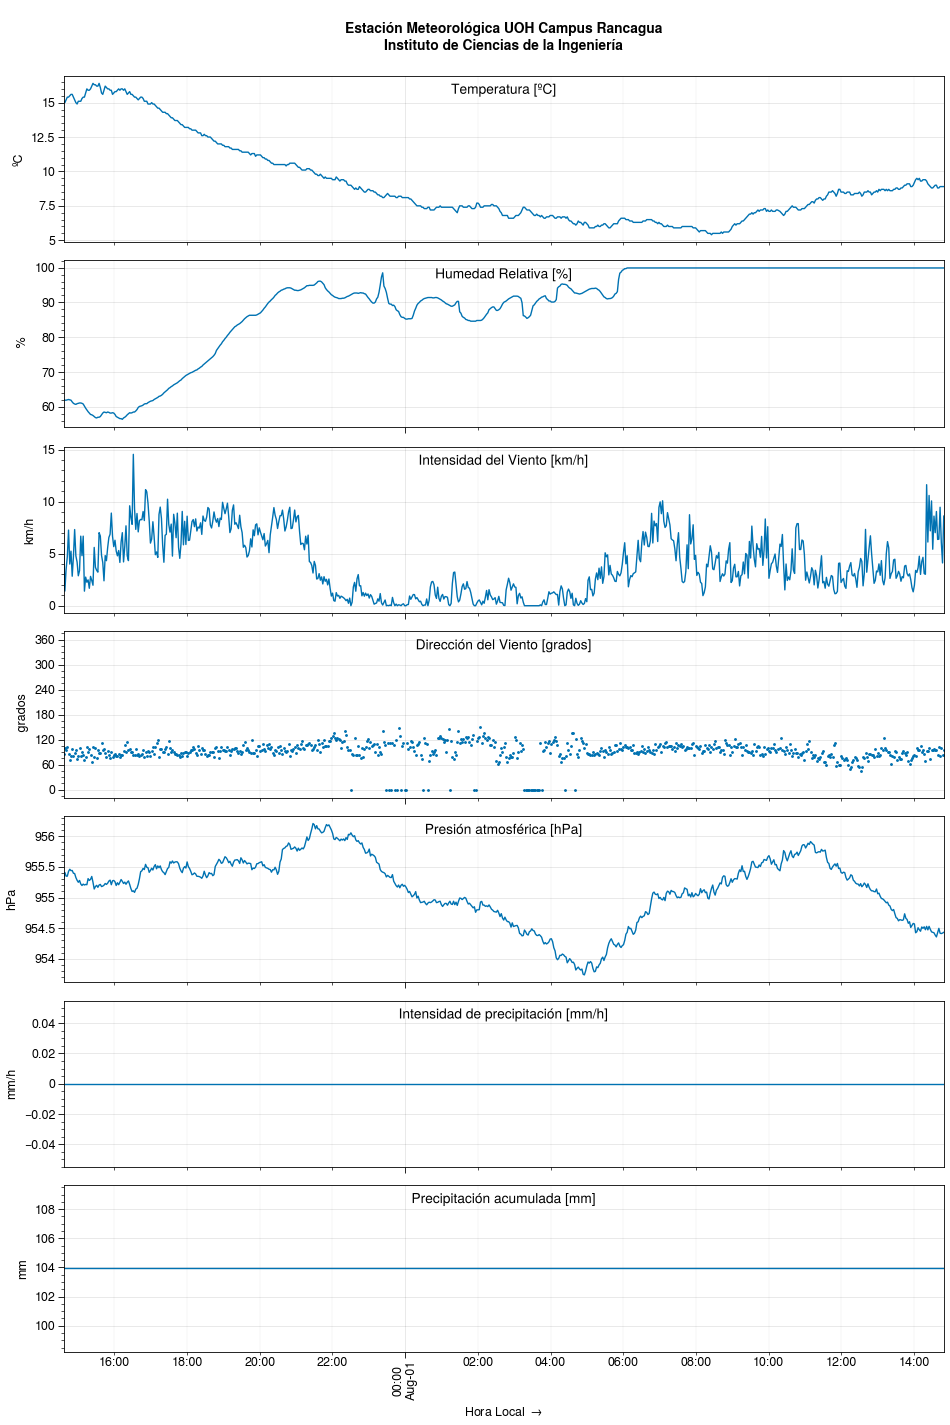 Estación Meteorológica UOH Campus Rancagua
Instituto de Ciencias de la Ingeniería
Temperatura [ºC]
15
12.5
10
7.5
5
ºC
Humedad Relativa [%]
100
90
80
70
60
%
Intensidad del Viento [km/h]
15
10
5
0
km/h
Dirección del Viento [grados]
360
300
240
180
120
60
0
grados
Presión atmosférica [hPa]
956
955.5
955
954.5
954
hPa
Intensidad de precipitación [mm/h]
0.04
0.02
0
−0.02
−0.04
mm/h
Precipitación acumulada [mm]
108
106
104
102
100
mm
16:00 18:00 20:00 22:00 00:00 02:00 04:00 06:00 08:00 10:00 12:00 14:00
Aug-01
Hora Local →